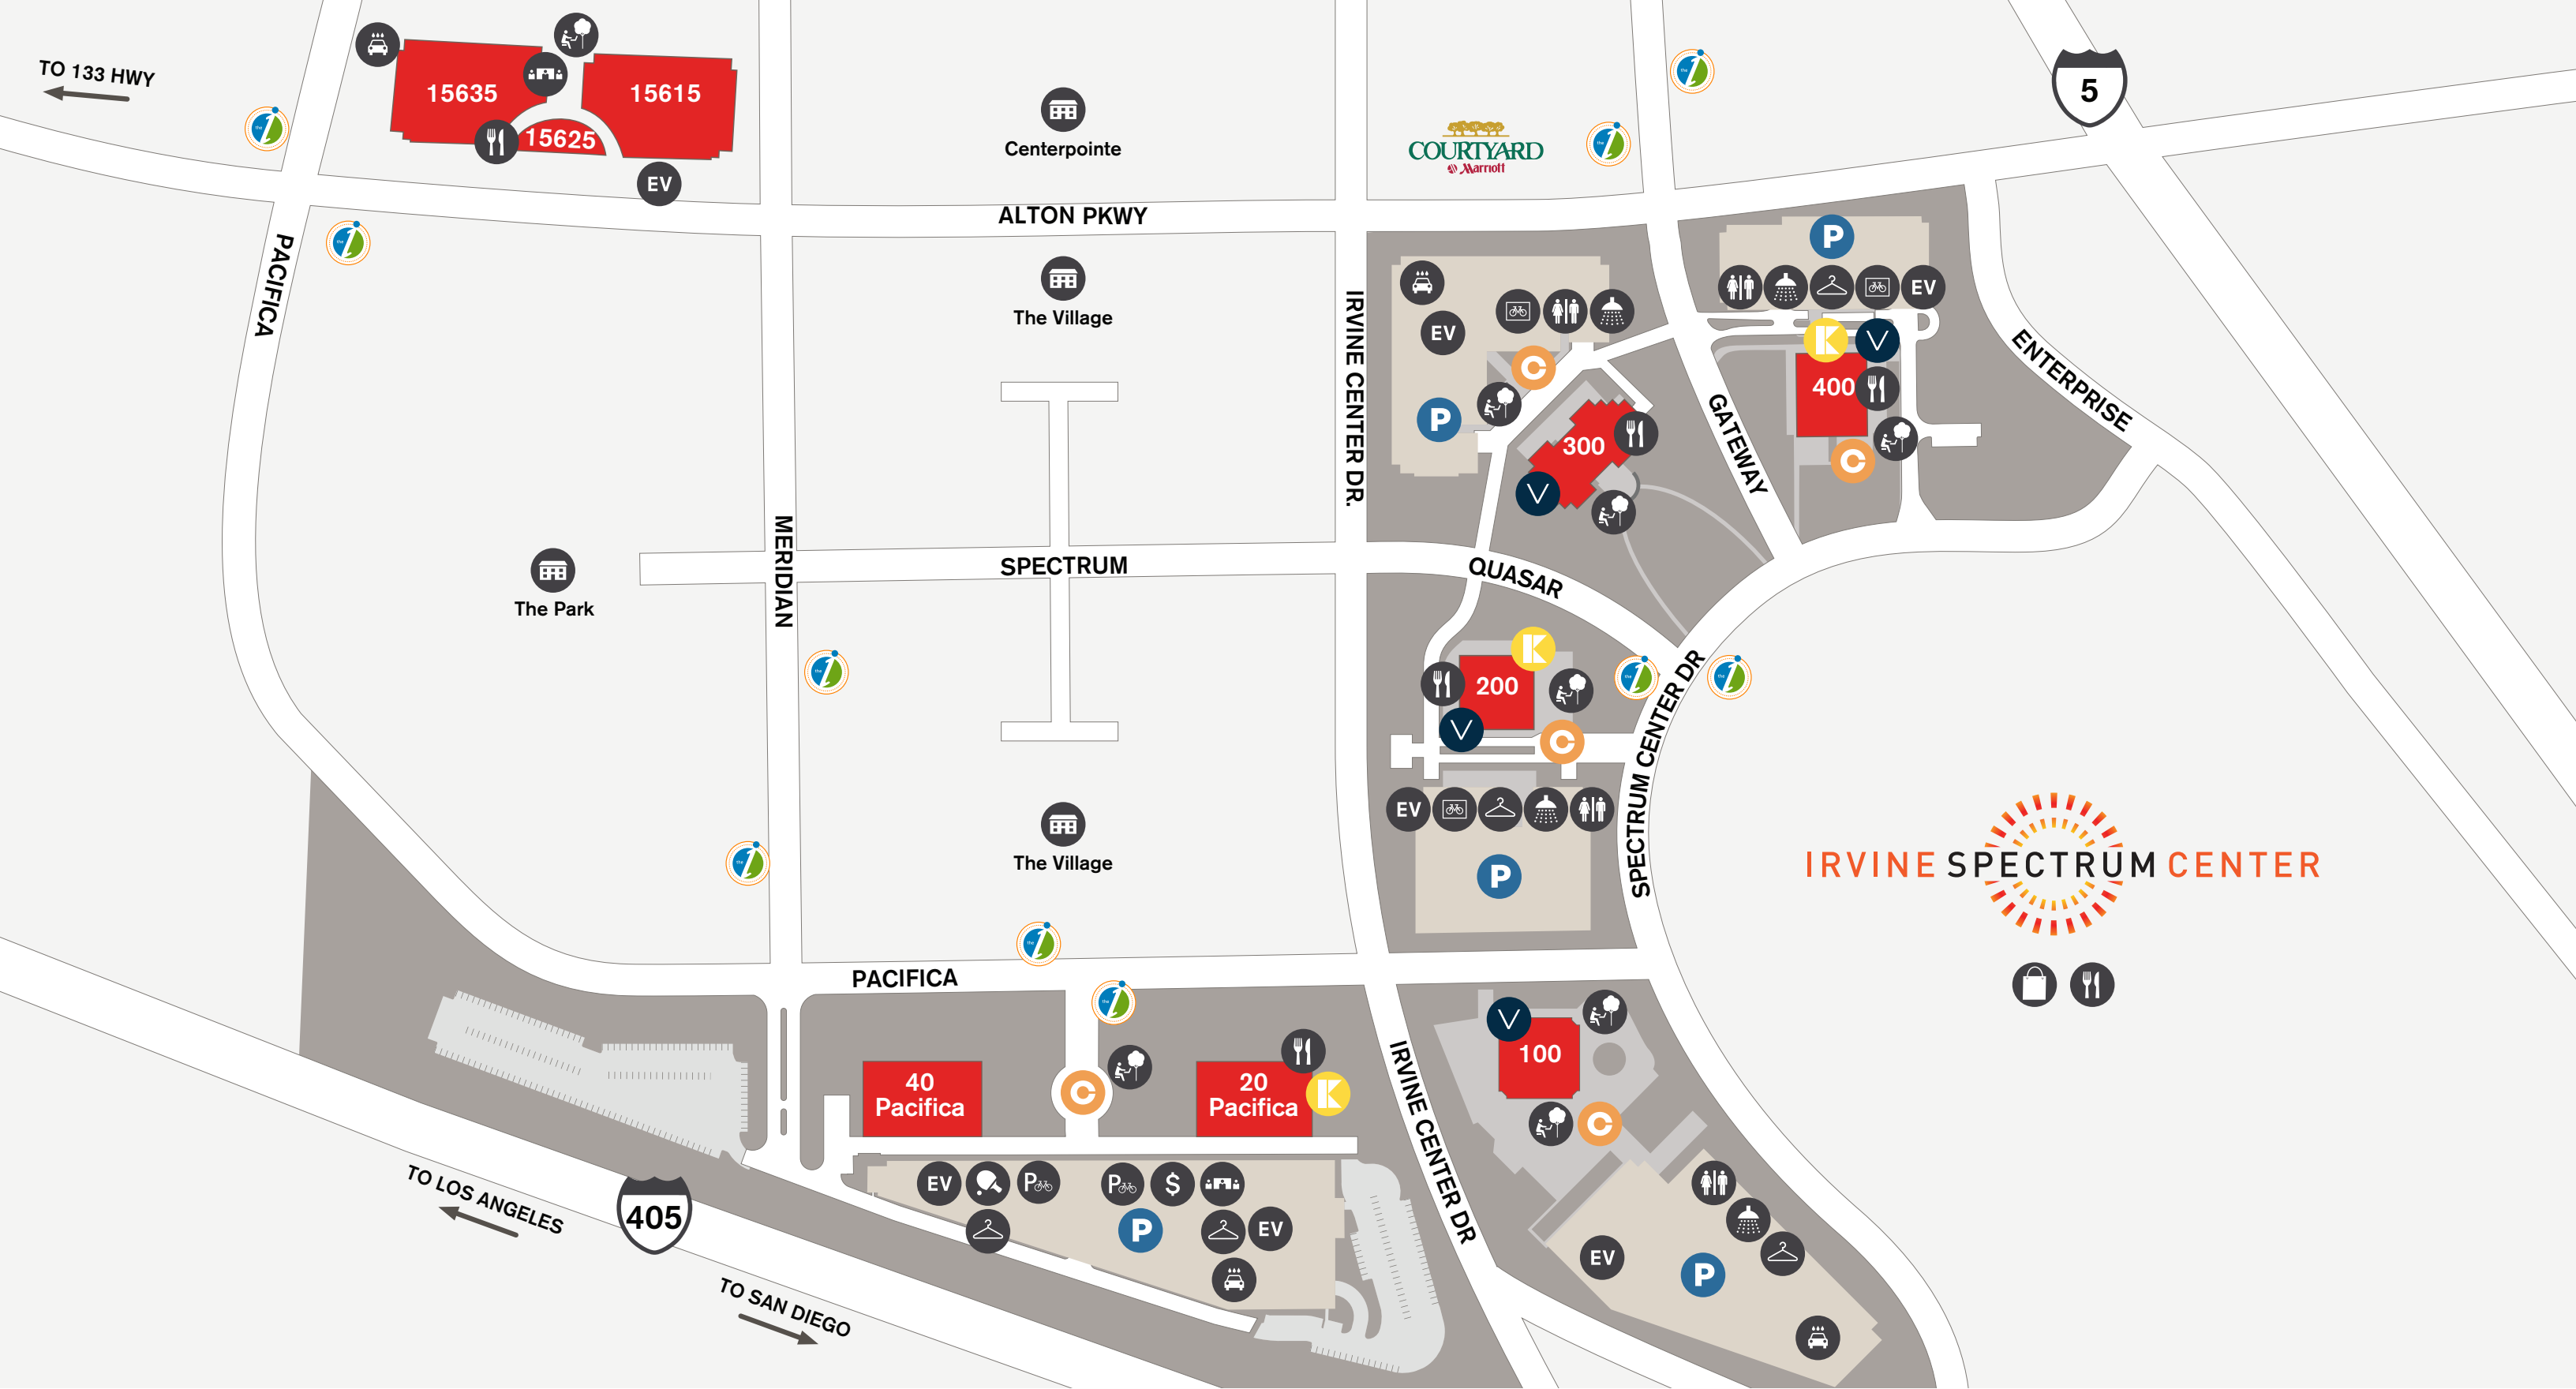 TO 133 HWY
15635
15615
15625
EV
Centerpointe
COURTYARD
Marriott
5
ALTON PKWY
PACIFICA
The Village
IRVINE CENTER DR.
P
EV
C
P
300
V
GATEWAY
EV
K
V
400
C
ENTERPRISE
MERIDIAN
SPECTRUM
QUASAR
The Park
K
200
V
C
SPECTRUM CENTER DR
EV
P
The Village
IRVINE SPECTRUM CENTER
PACIFICA
40
Pacifica
C
20
Pacifica
K
IRVINE CENTER DR
V
100
C
EV
P
TO LOS ANGELES
405
TO SAN DIEGO
EV
P
P
$
P
EV